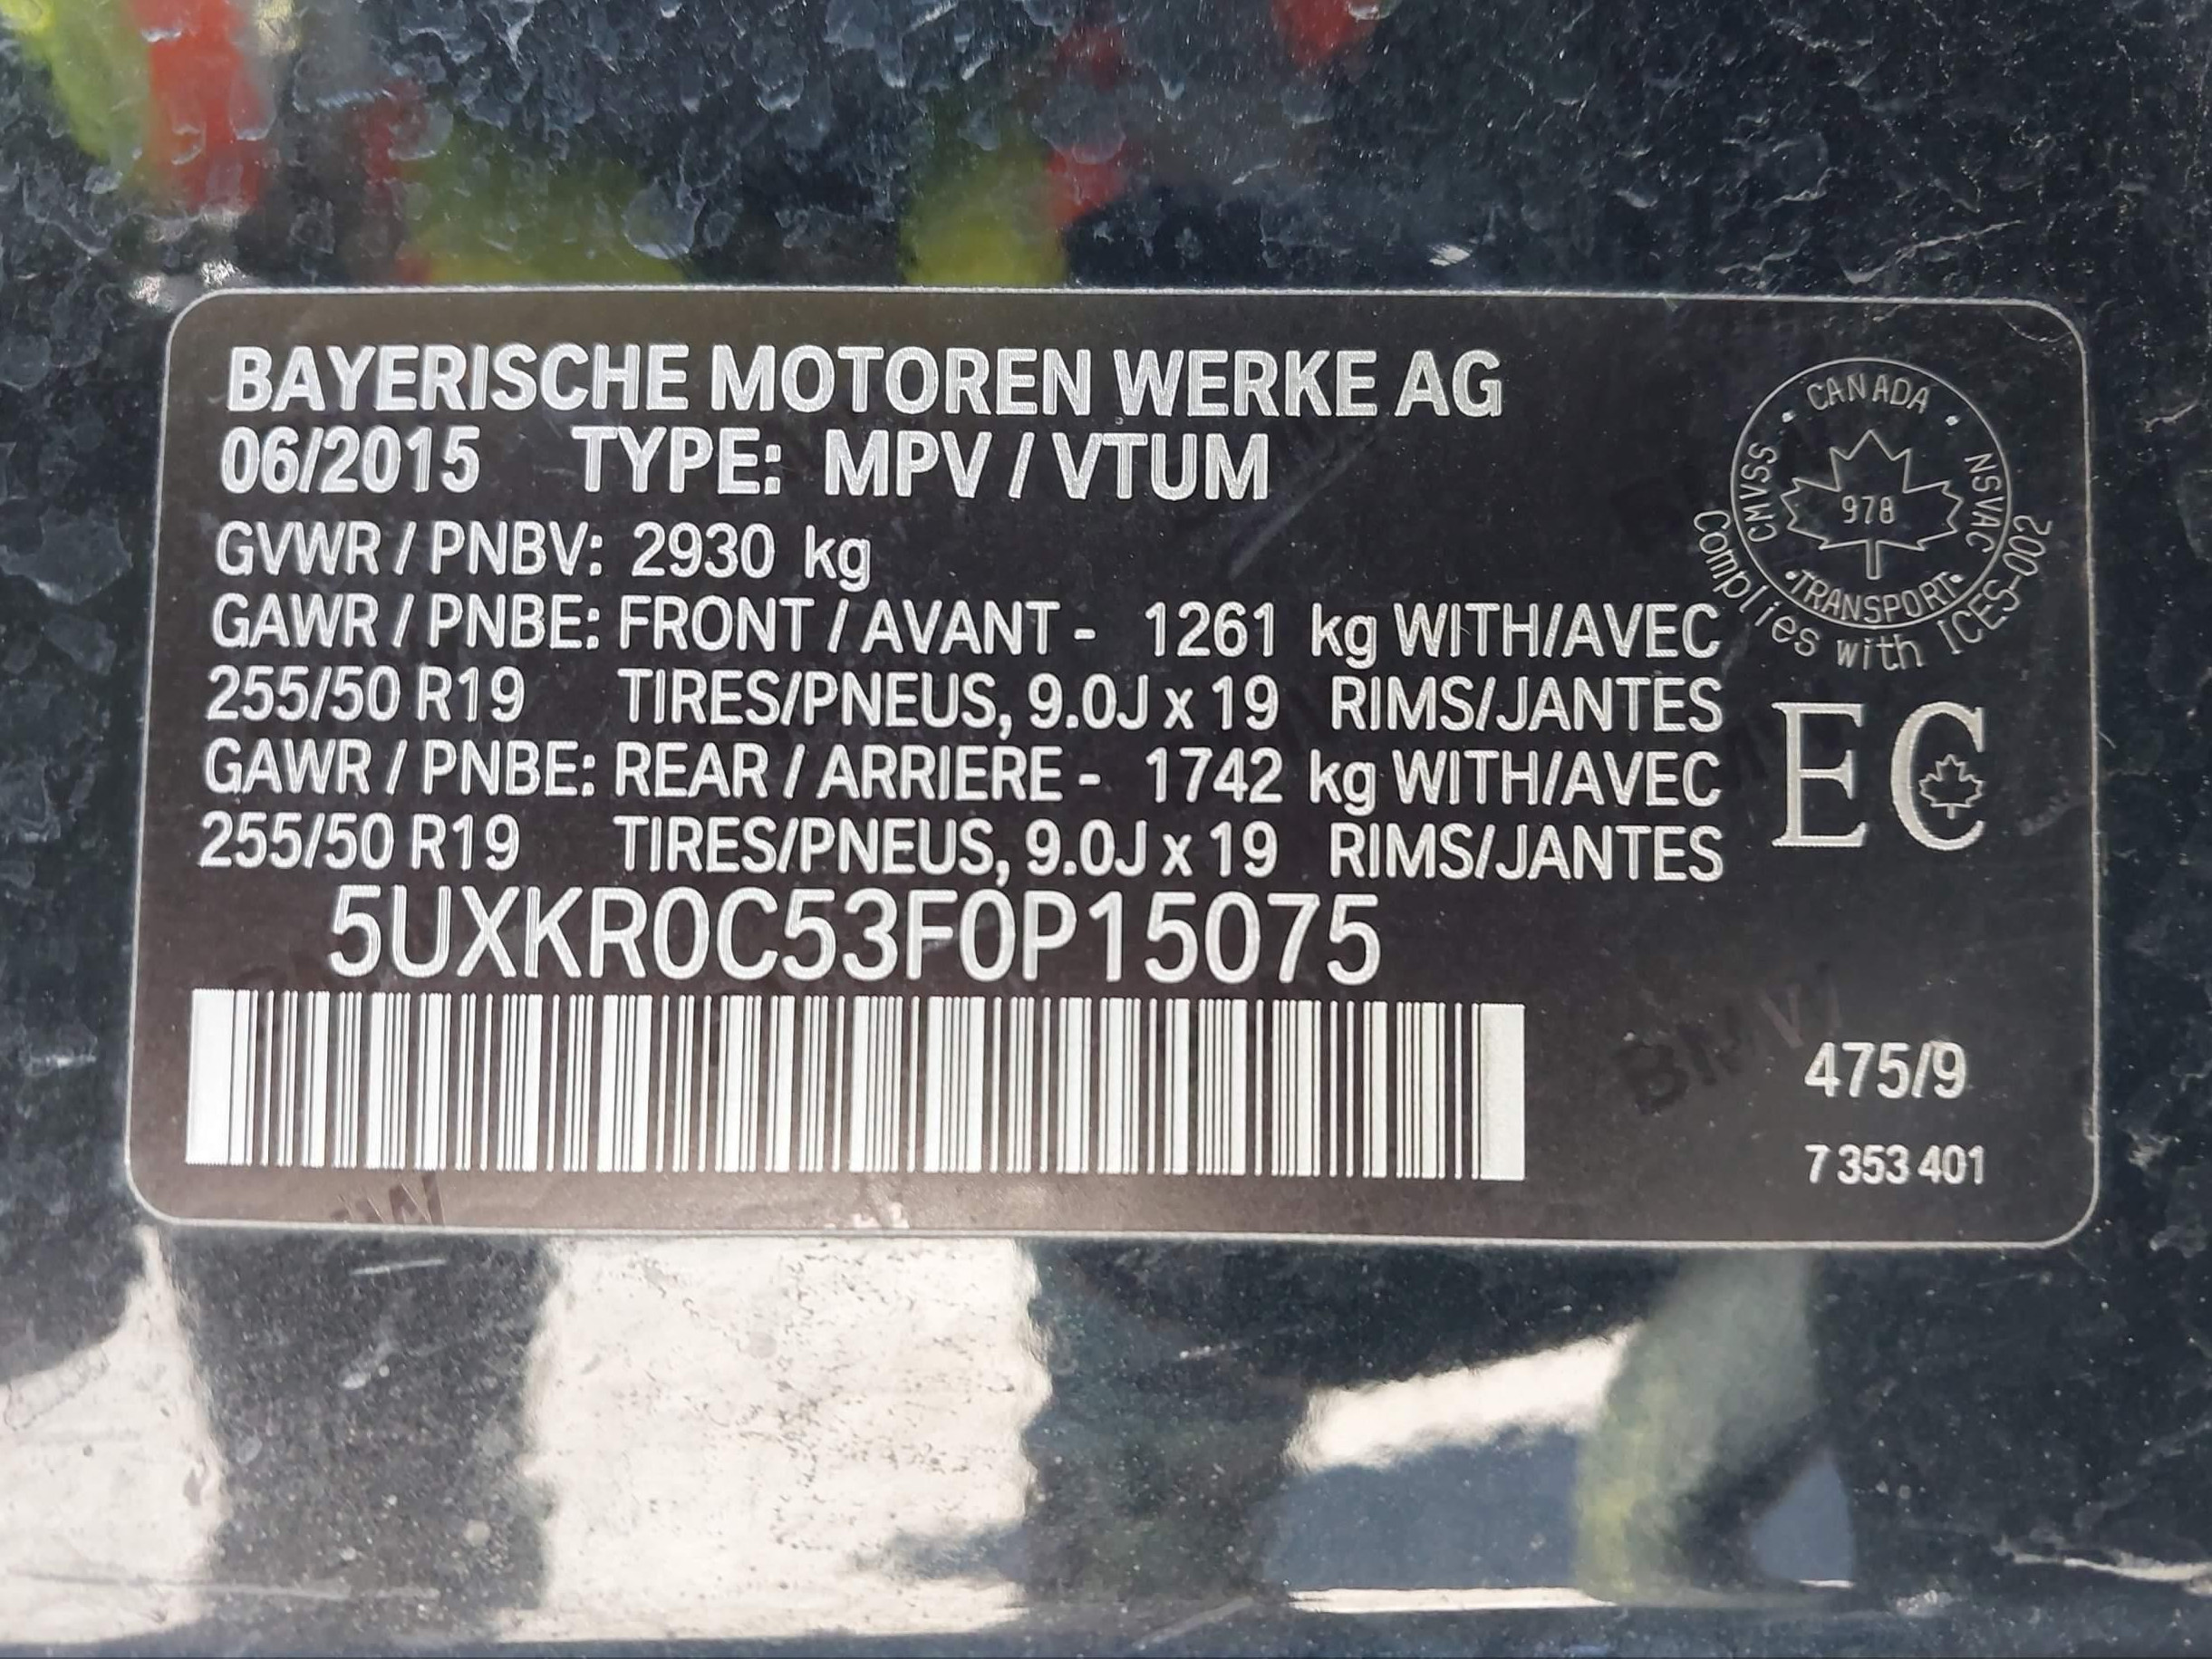 BAYERISCHE MOTOREN WERKE AG
06/2015 TYPE: MPV / VTUM
GVWR / PNBV: 2930 kg
GAWR / PNBE: FRONT / AVANT - 1261 kg WITH/AVEC
255/50 R19 TIRES/PNEUS, 9.0J x 19 RIMS/JANTES
GAWR / PNBE: REAR / ARRIERE - 1742 kg WITH/AVEC
255/50 R19 TIRES/PNEUS, 9.0J x 19 RIMS/JANTES
5UXKR0C53F0P15075
CANADA
CMVSS
978
NSVAC
TRANSPORT
Complies with ICES-002
EC
BMW
475/9
7 353 401